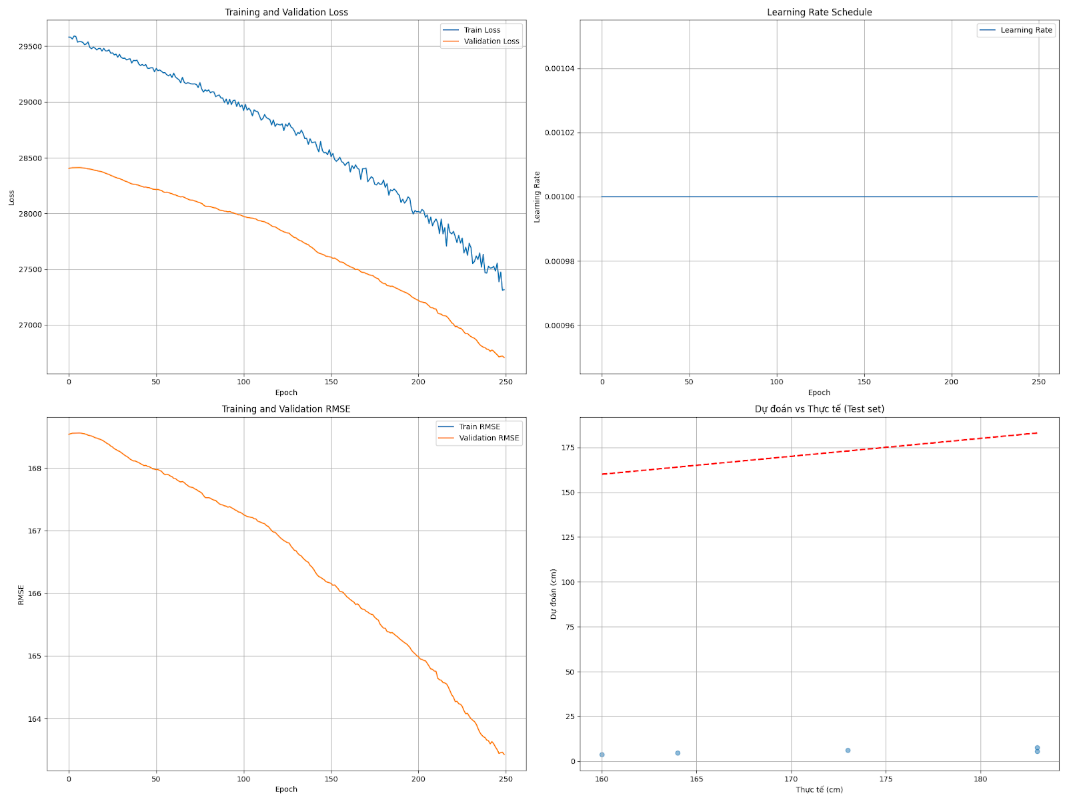 Training and Validation Loss
Train Loss
Validation Loss
29500
29000
28500
28000
27500
27000
Loss
0
50
100
150
200
250
Epoch
Learning Rate Schedule
Learning Rate
0.00104
0.00102
0.00100
0.00098
0.00096
Learning Rate
0
50
100
150
200
250
Epoch
Training and Validation RMSE
Train RMSE
Validation RMSE
168
167
166
165
164
RMSE
0
50
100
150
200
250
Epoch
Dự đoán vs Thực tế (Test set)
175
150
125
100
75
50
25
0
Dự đoán (cm)
160
165
170
175
180
Thực tế (cm)